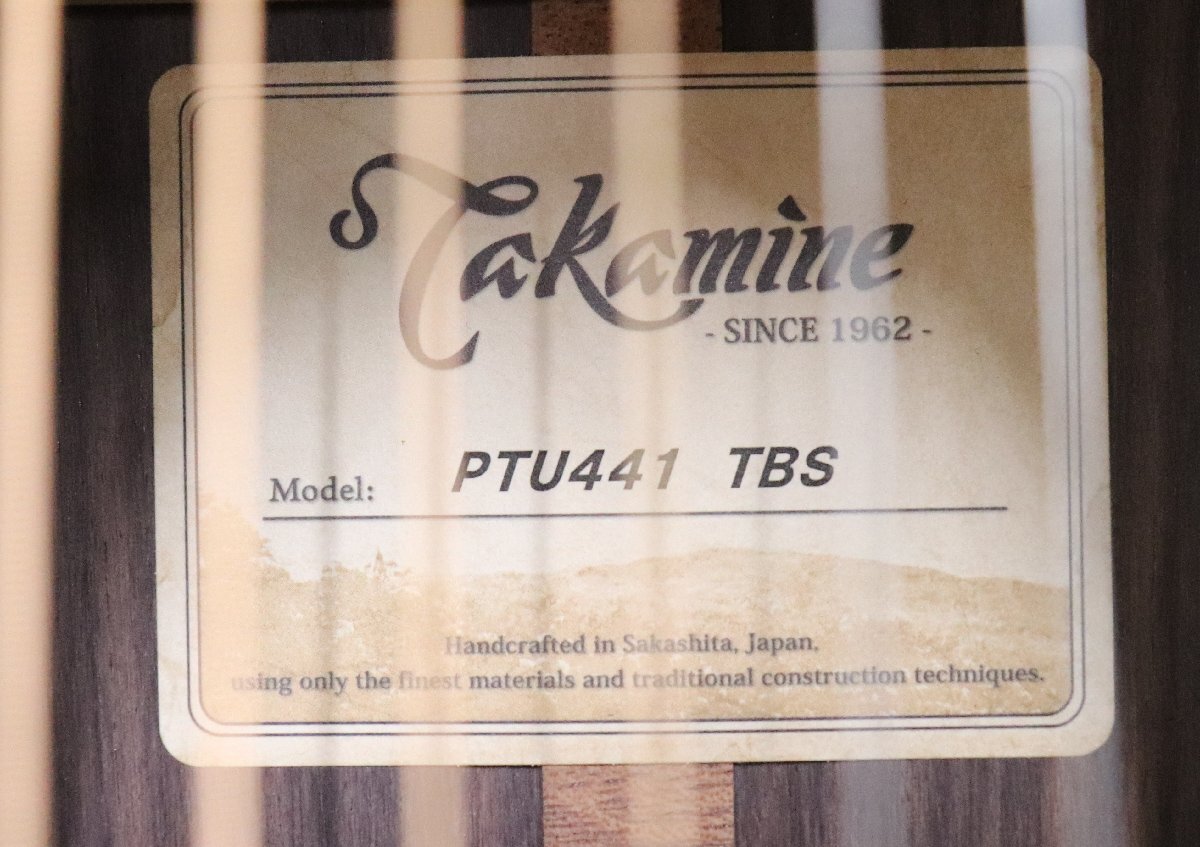 Takamine
- SINCE 1962 -
Model: PTU441 TBS
Handcrafted in Sakashita, Japan,
using only the finest materials and traditional construction techniques.